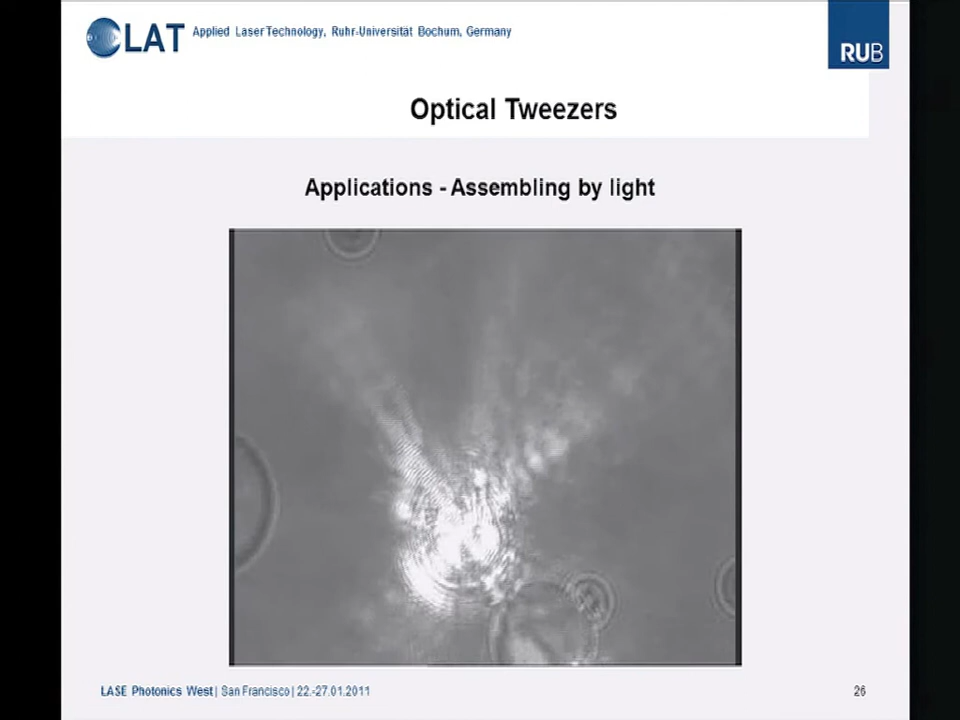 LAT Applied Laser Technology, Ruhr-Universität Bochum, Germany
RUB
Optical Tweezers
Applications - Assembling by light
LASE Photonics West | San Francisco | 22.-27.01.2011
26